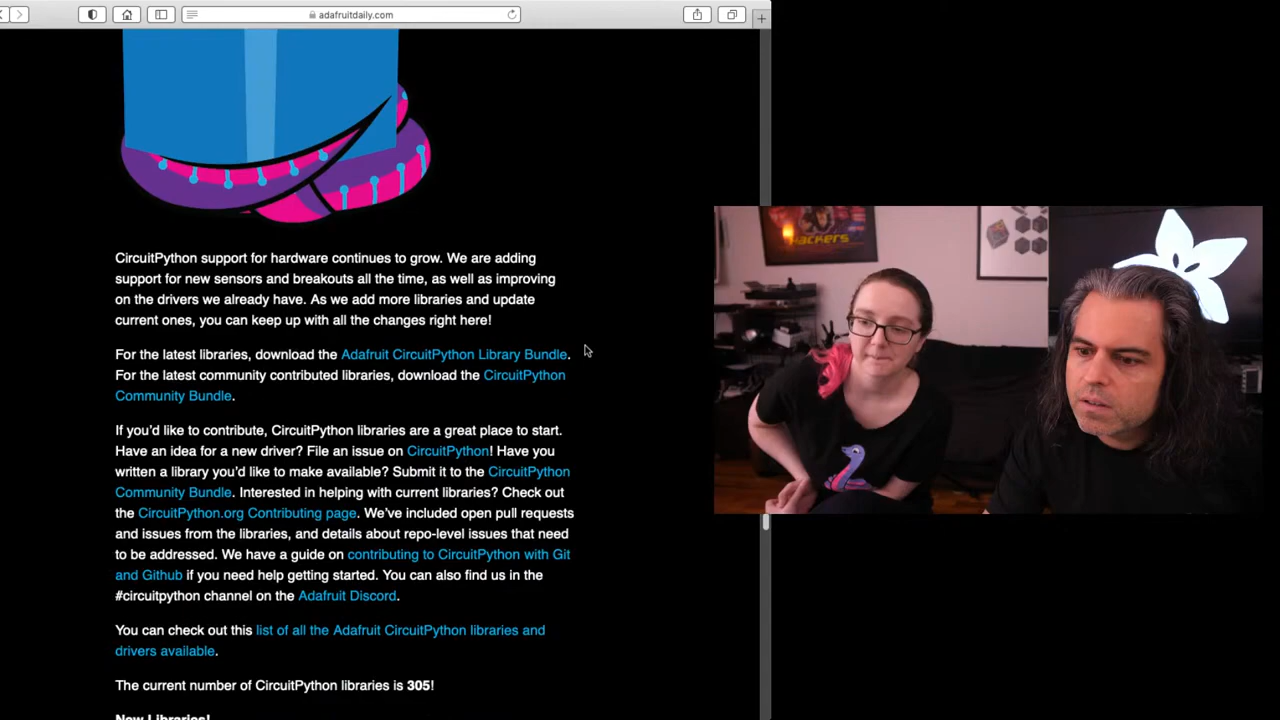 adafruitdaily.com
CircuitPython support for hardware continues to grow. We are adding
support for new sensors and breakouts all the time, as well as improving
on the drivers we already have. As we add more libraries and update
current ones, you can keep up with all the changes right here!
For the latest libraries, download the Adafruit CircuitPython Library Bundle.
For the latest community contributed libraries, download the CircuitPython
Community Bundle.
If you'd like to contribute, CircuitPython libraries are a great place to start.
Have an idea for a new driver? File an issue on CircuitPython! Have you
written a library you'd like to make available? Submit it to the CircuitPython
Community Bundle. Interested in helping with current libraries? Check out
the CircuitPython.org Contributing page. We've included open pull requests
and issues from the libraries, and details about repo-level issues that need
to be addressed. We have a guide on contributing to CircuitPython with Git
and Github if you need help getting started. You can also find us in the
#circuitpython channel on the Adafruit Discord.
You can check out this list of all the Adafruit CircuitPython libraries and
drivers available.
The current number of CircuitPython libraries is 305!
New Libraries!
HACKERS